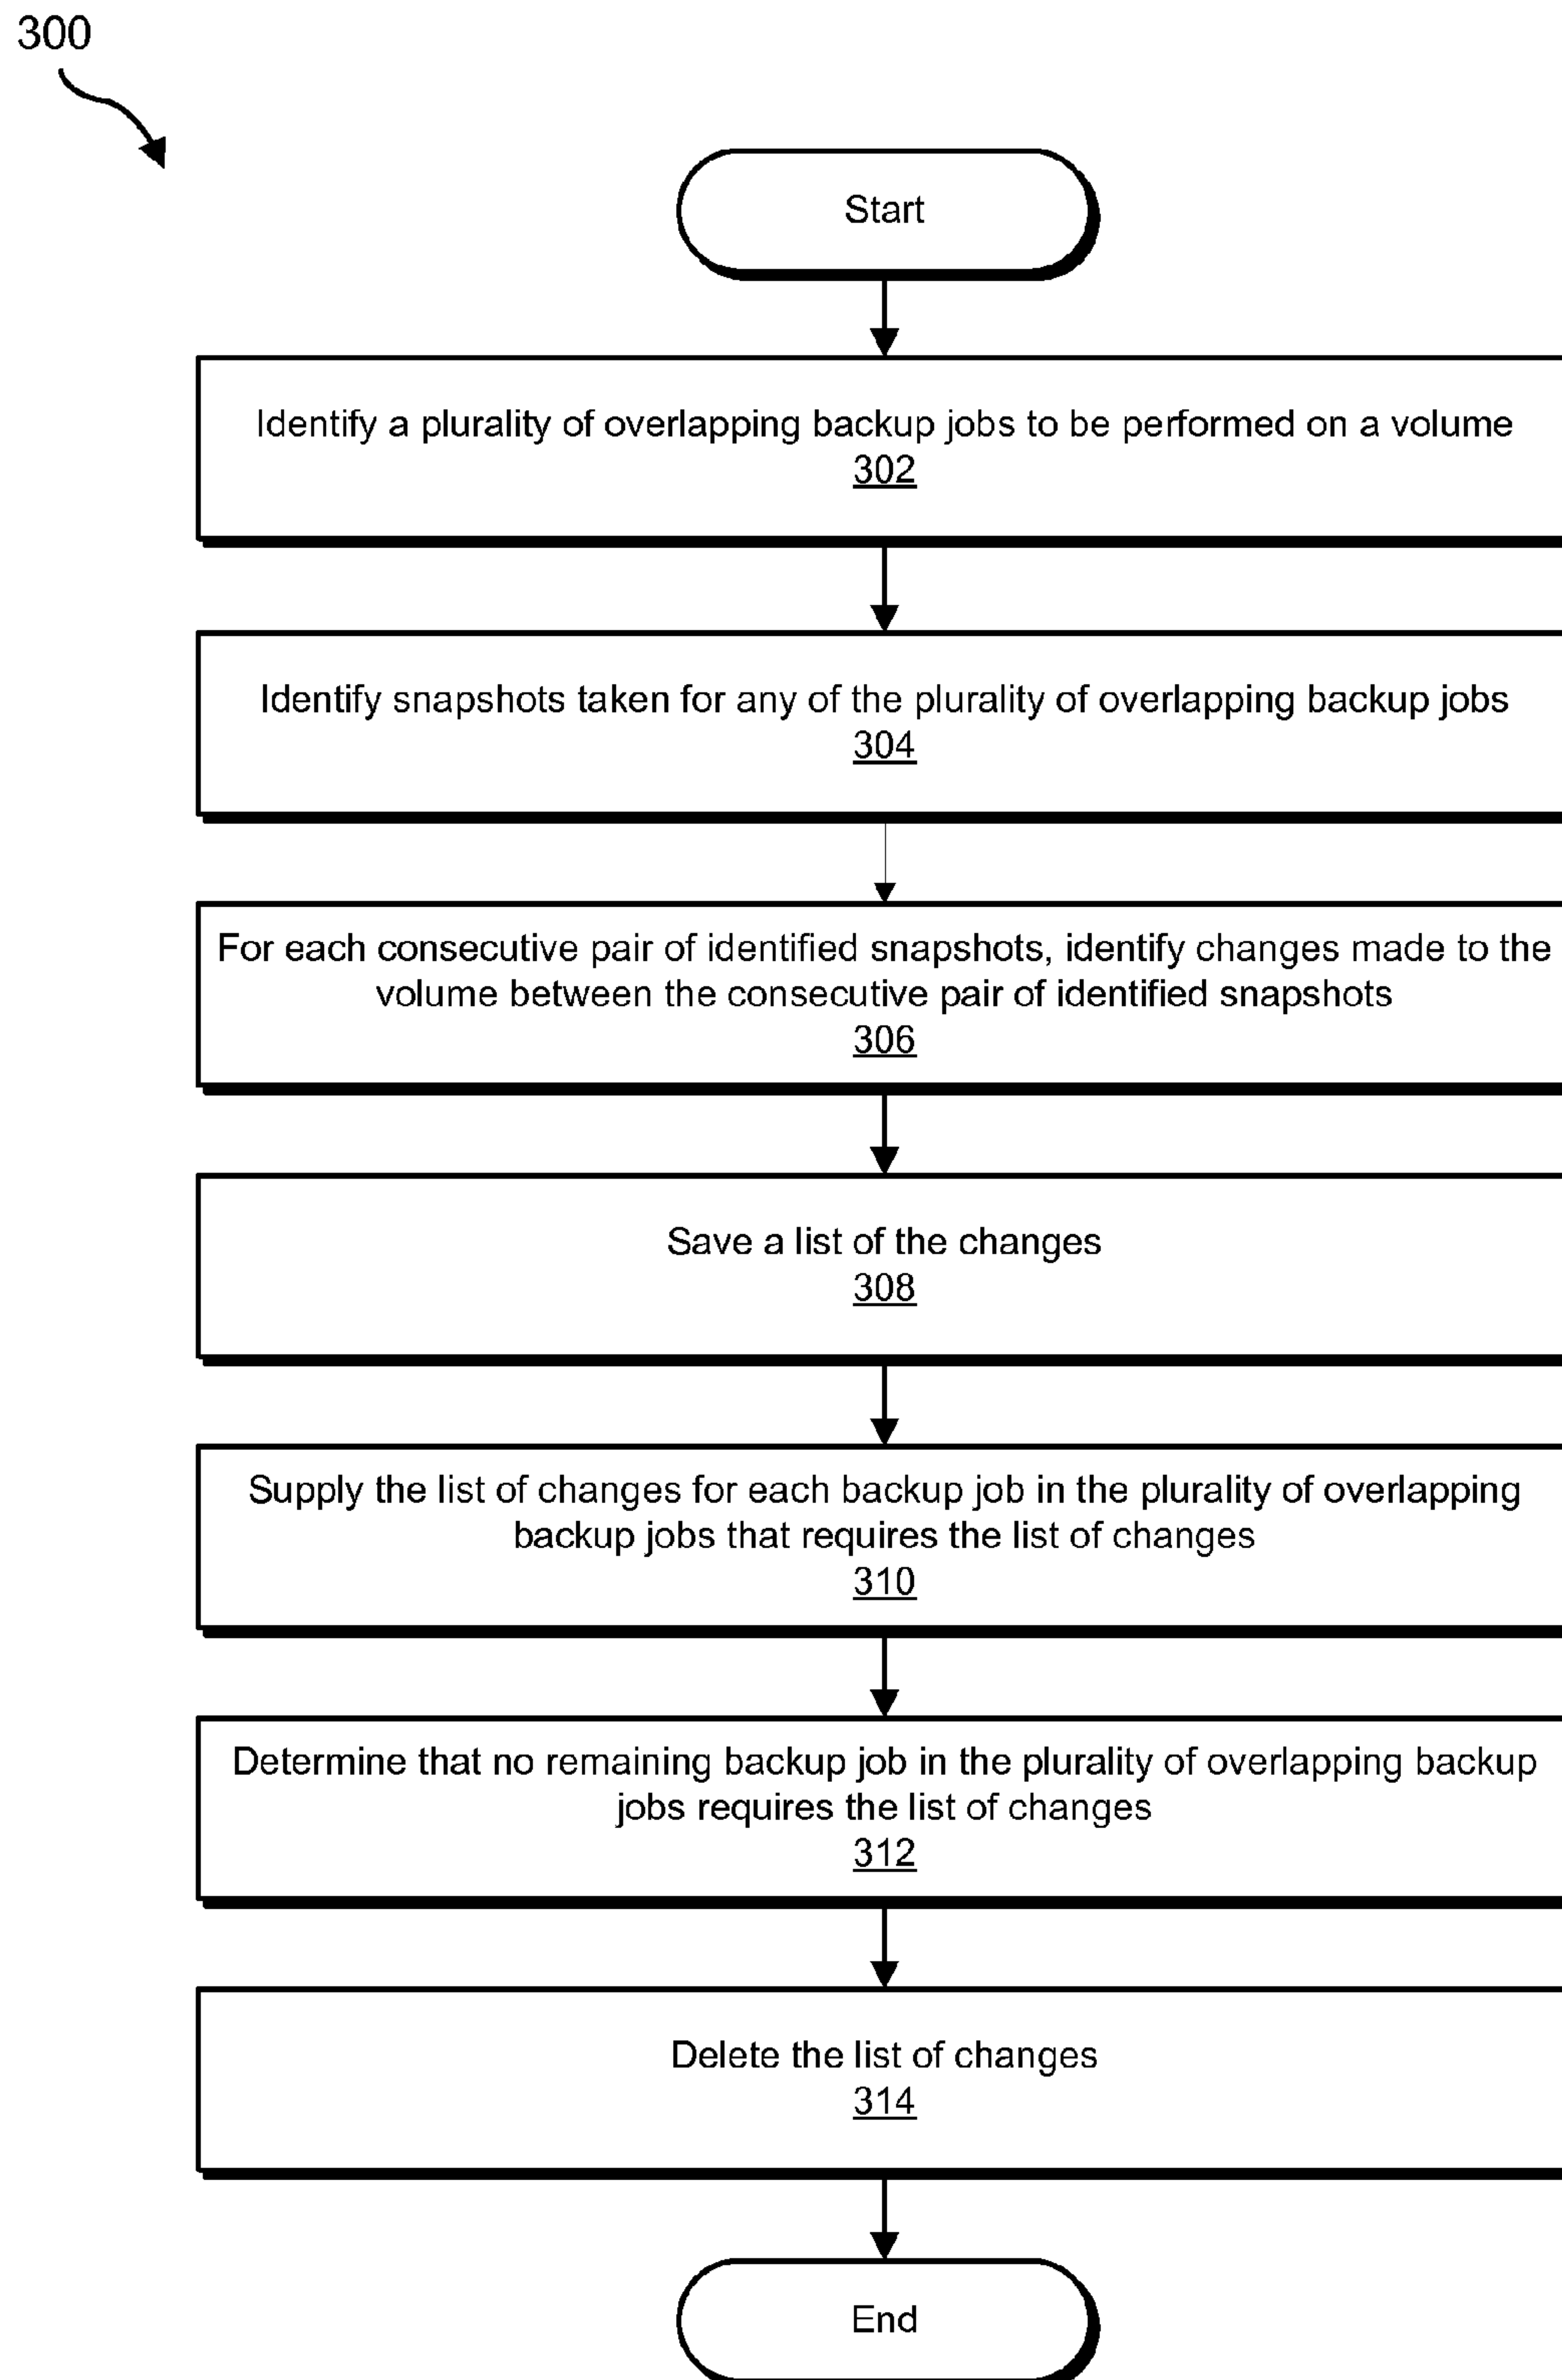 300
Start
Identify a plurality of overlapping backup jobs to be performed on a volume
302
Identify snapshots taken for any of the plurality of overlapping backup jobs
304
For each consecutive pair of identified snapshots, identify changes made to the
volume between the consecutive pair of identified snapshots
306
Save a list of the changes
308
Supply the list of changes for each backup job in the plurality of overlapping
backup jobs that requires the list of changes
310
Determine that no remaining backup job in the plurality of overlapping backup
jobs requires the list of changes
312
Delete the list of changes
314
End